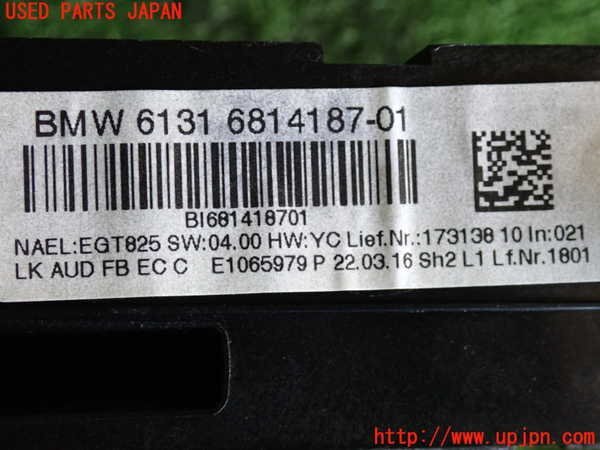 USED PARTS JAPAN
BMW 6131 6814187-01
BI681418701
NAEL:EGT825 SW:04.00 HW:YC Lief.Nr.:173138 10 In:021
LK AUD FB EC C E1065979 P 22.03.16 Sh2 L1 Lf.Nr.1801
http://www.upjpn.com/